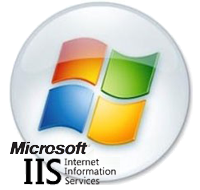 Microsoft
IIS Internet
Information
Services